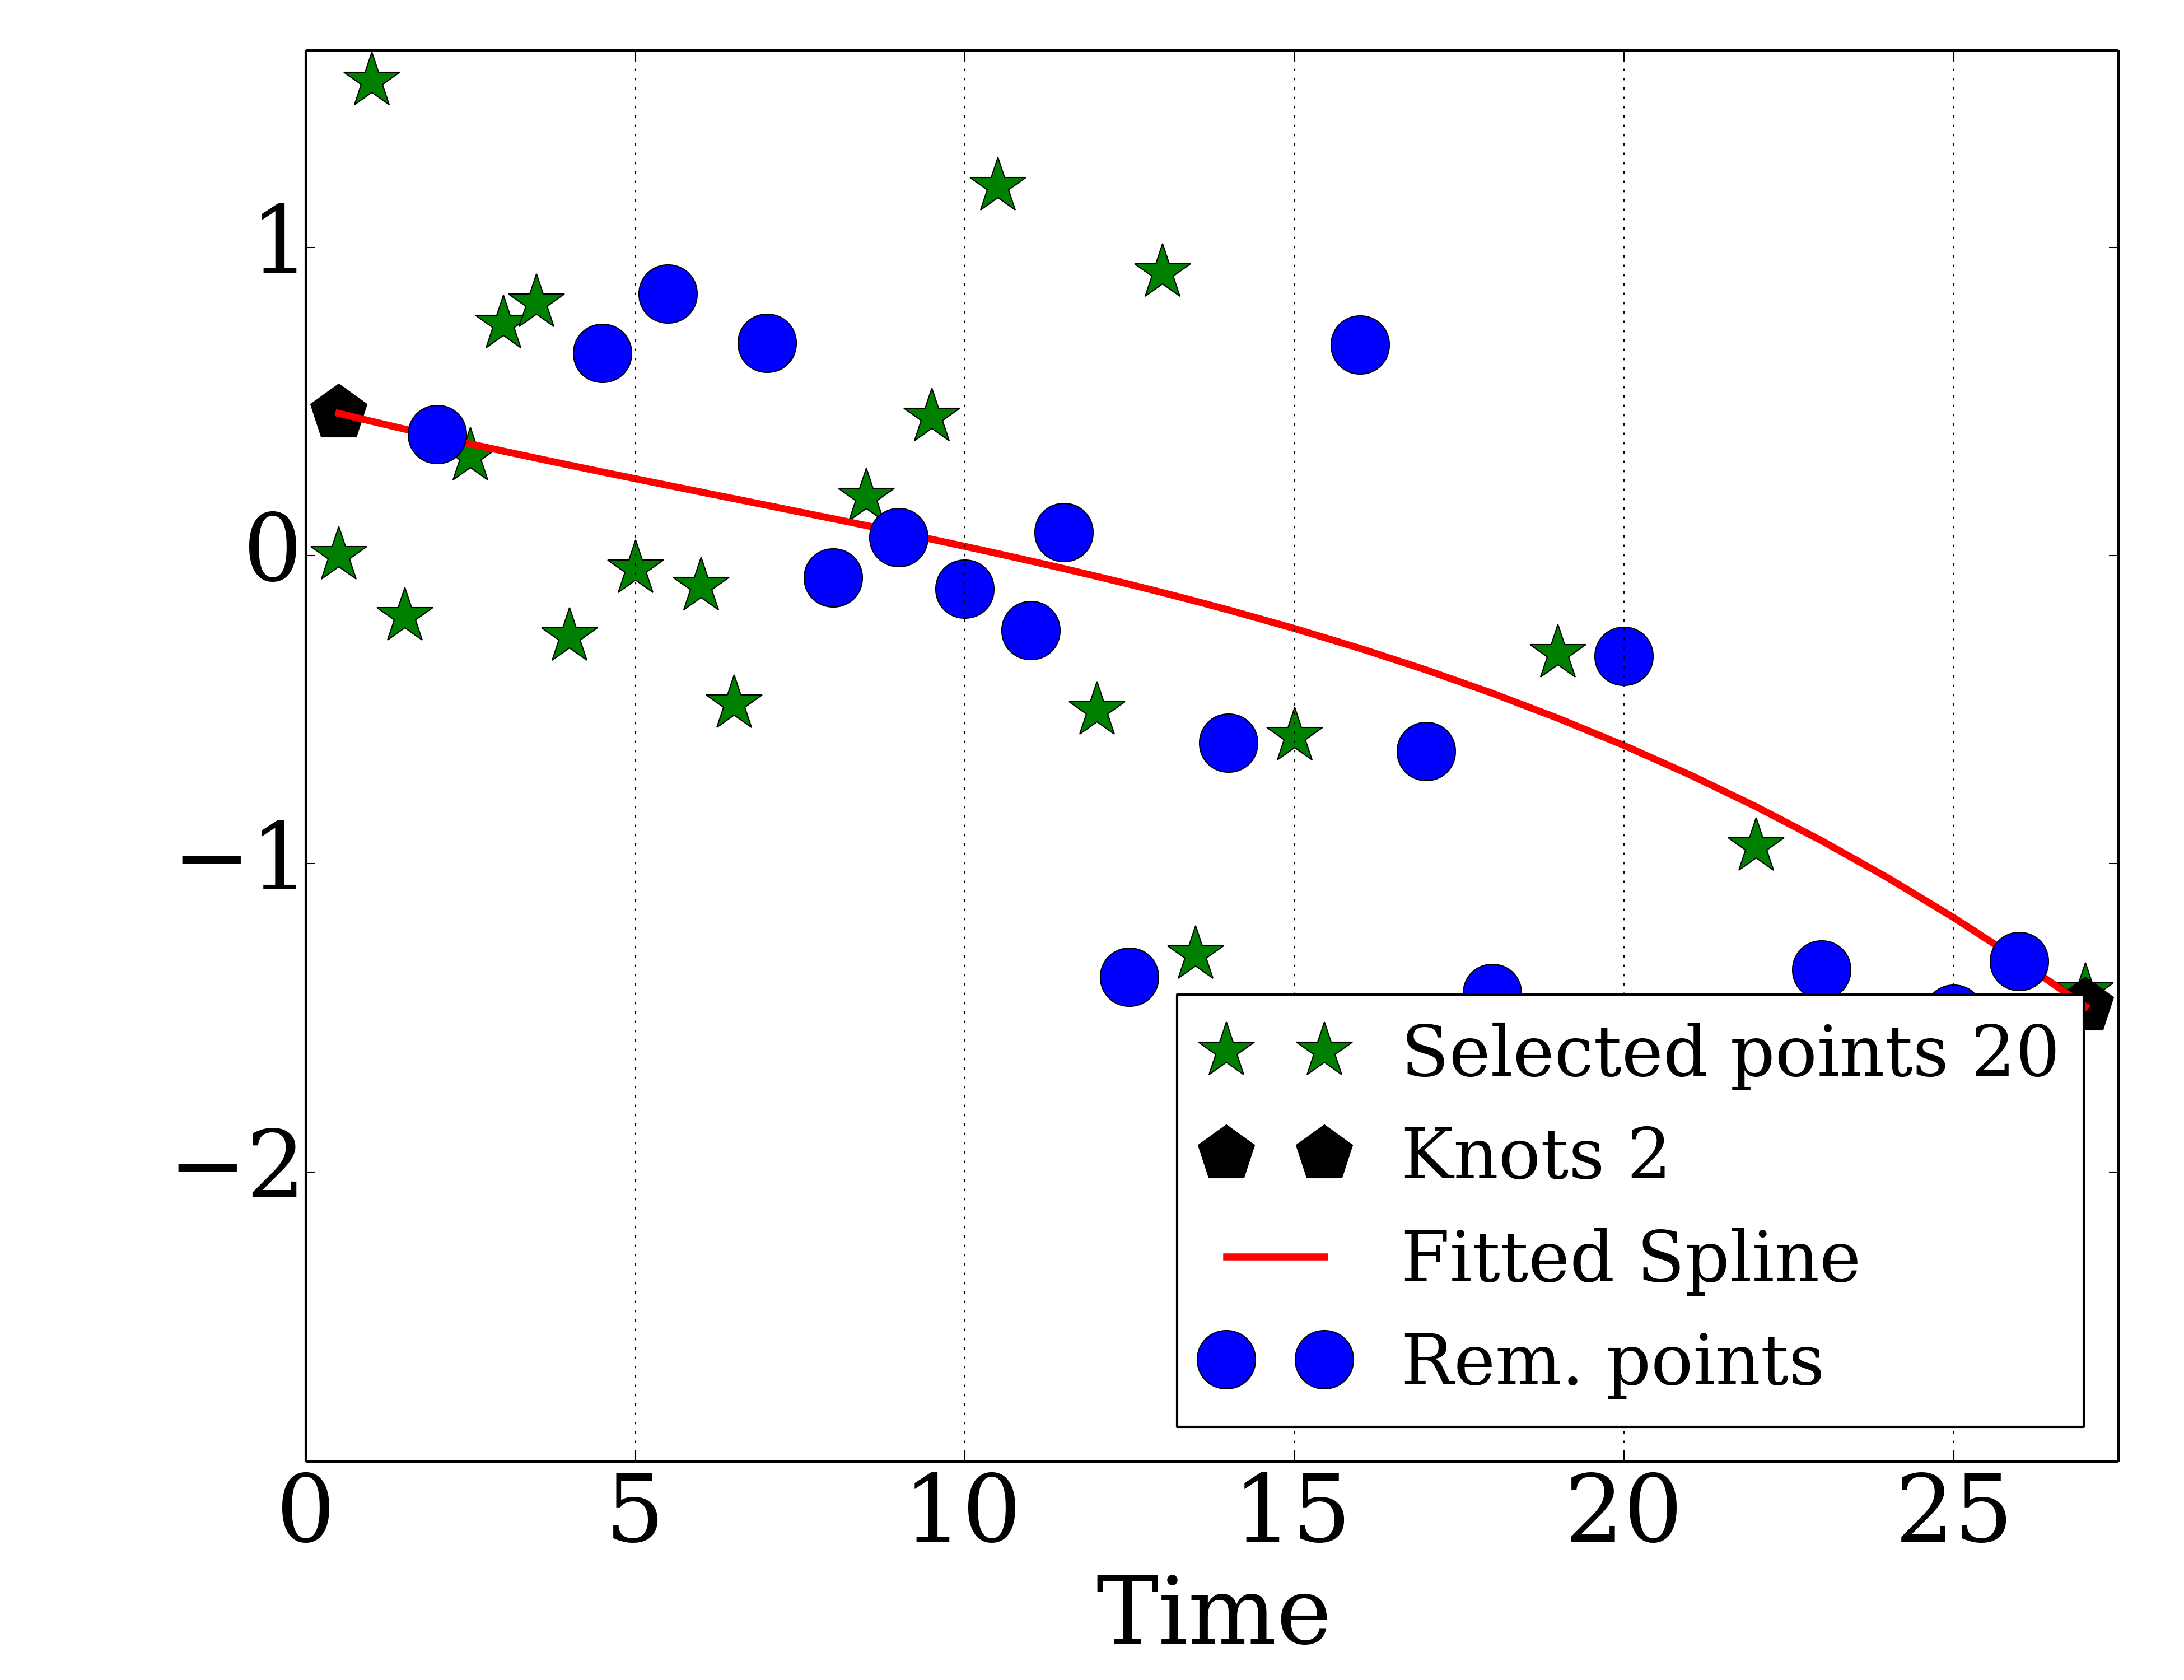 1
0
−1
−2
Selected points 20
Knots 2
Fitted Spline
Rem. points
0 5 10 15 20 25
Time